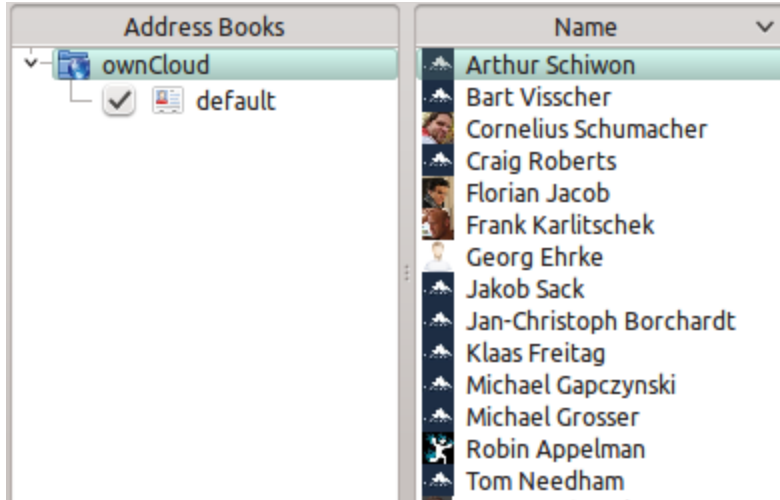 Address Books
ownCloud
default
Name
Arthur Schiwon
Bart Visscher
Cornelius Schumacher
Craig Roberts
Florian Jacob
Frank Karlitschek
Georg Ehrke
Jakob Sack
Jan-Christoph Borchardt
Klaas Freitag
Michael Gapczynski
Michael Grosser
Robin Appelman
Tom Needham